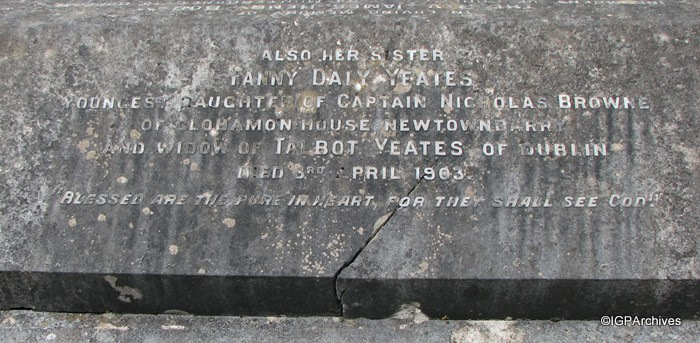 ALSO HER SISTER
FANNY DALY YEATES
YOUNGEST DAUGHTER OF CAPTAIN NICHOLAS BROWNE
OF CLOHAMON HOUSE NEWTOWNBARRY
AND WIDOW OF TALBOT YEATES OF DUBLIN
DIED 3RD APRIL 1903
"BLESSED ARE THE PURE IN HEART, FOR THEY SHALL SEE GOD."
©IGPArchives